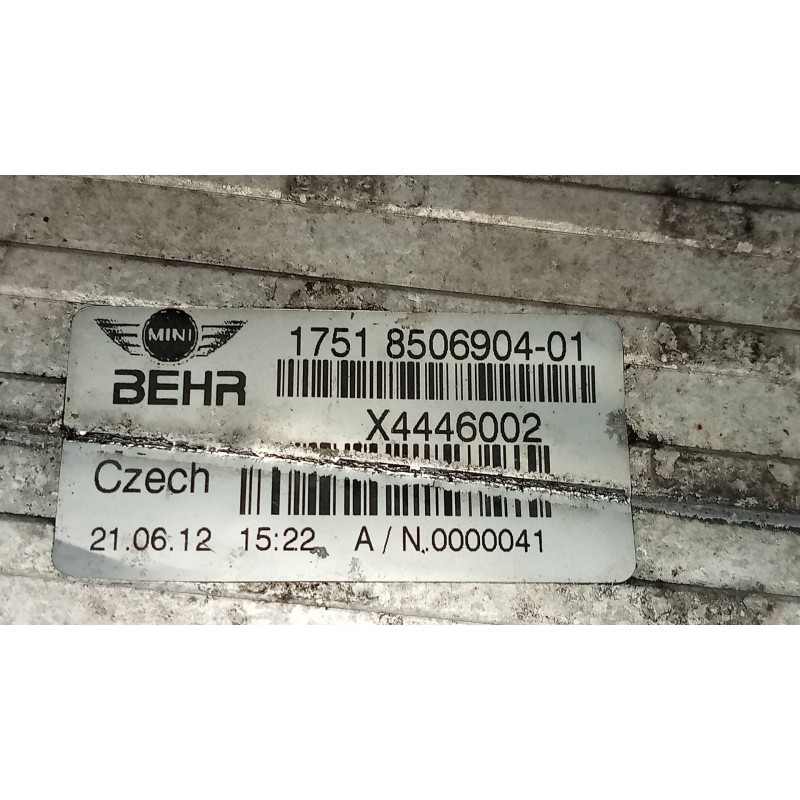 MINI
1751 8506904-01
BEHR
X4446002
Czech
21.06.12 15:22 A / N.0000041